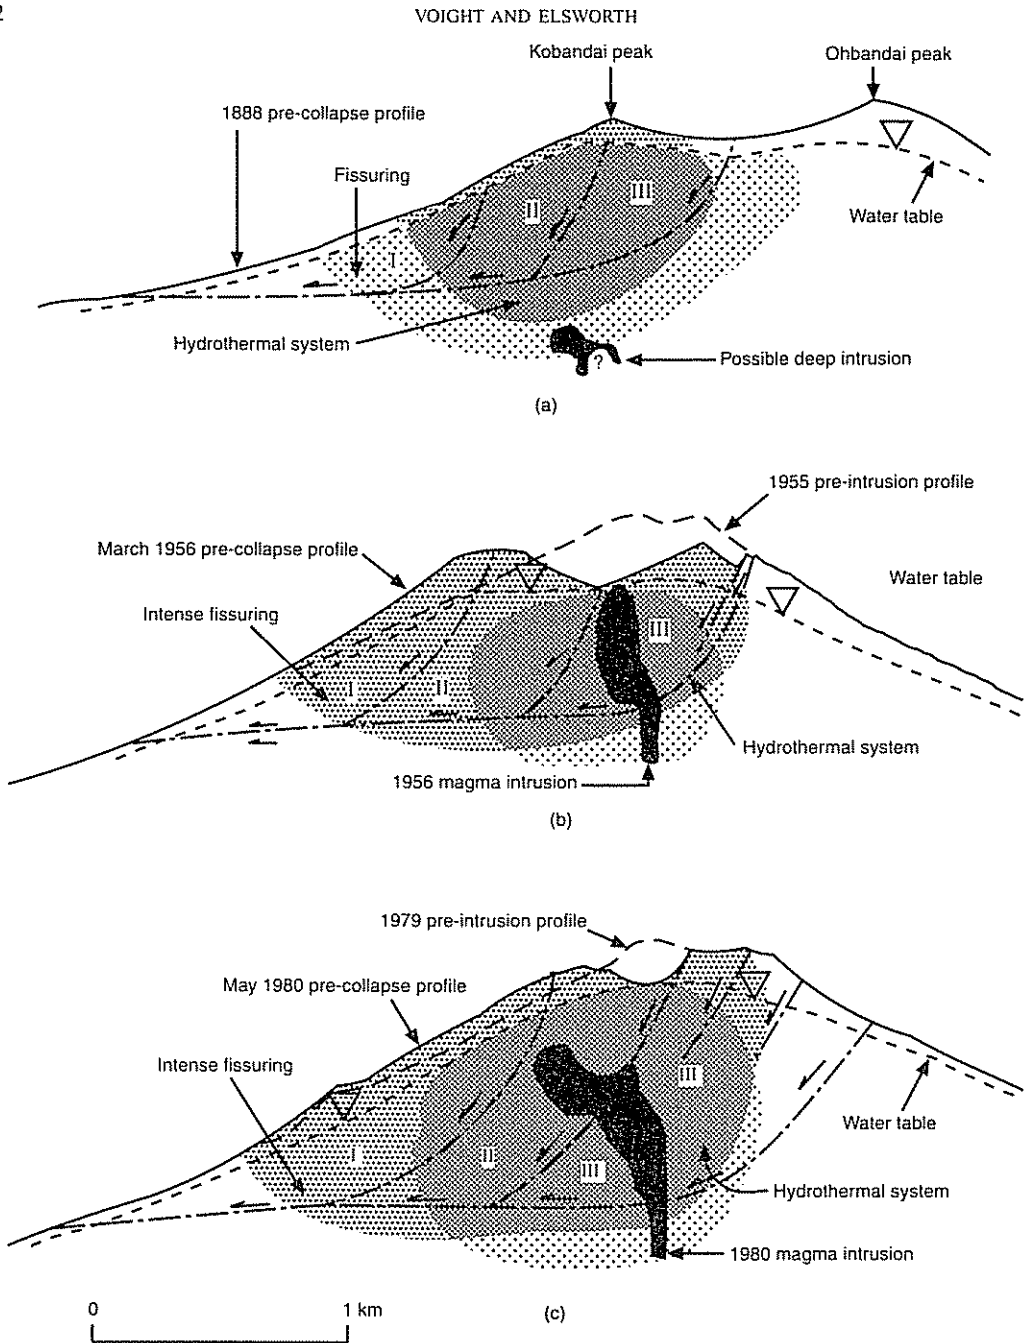 2
VOIGHT AND ELSWORTH
Kobandai peak
Ohbandai peak
1888 pre-collapse profile
Fissuring
III
II
Water table
I
Hydrothermal system
?
Possible deep intrusion
(a)
1955 pre-intrusion profile
March 1956 pre-collapse profile
Water table
Intense fissuring
III
I
II
Hydrothermal system
1956 magma intrusion
(b)
1979 pre-intrusion profile
May 1980 pre-collapse profile
Intense fissuring
III
Water table
I
II
III
Hydrothermal system
1980 magma intrusion
0
1 km
(c)